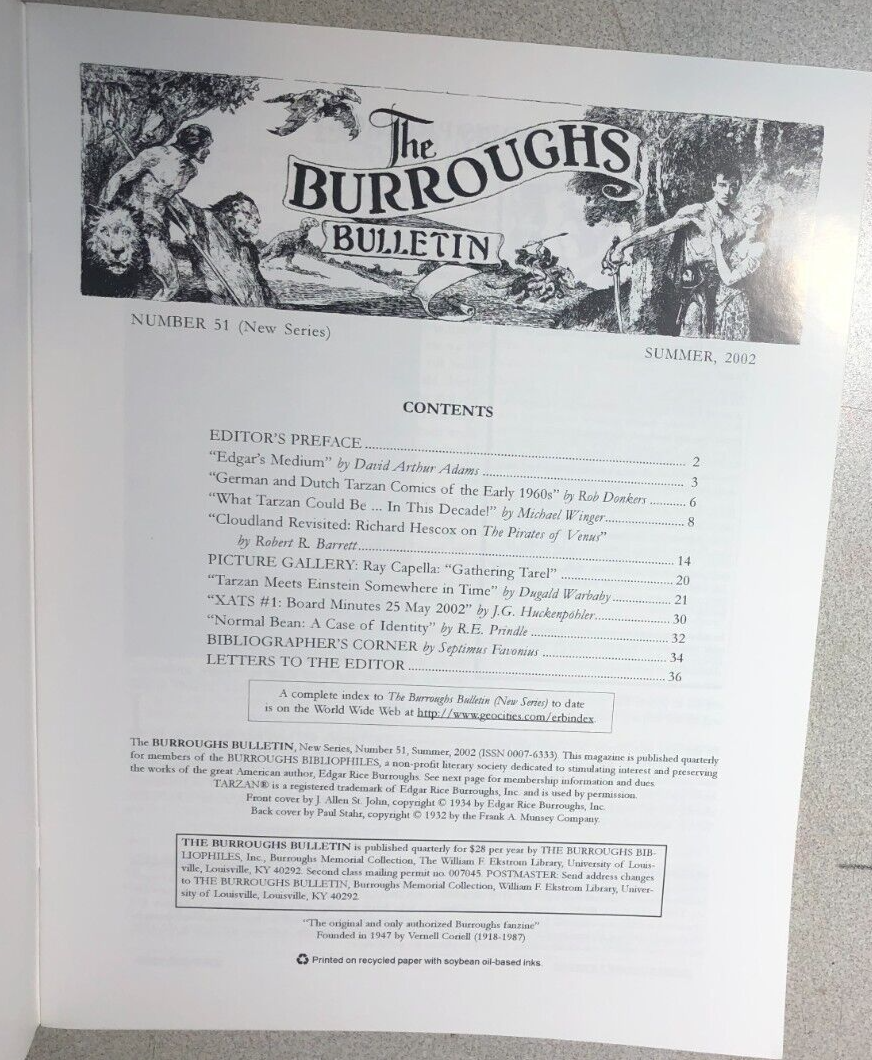 The
BURROUGHS
BULLETIN
NUMBER 51 (New Series)
SUMMER, 2002
CONTENTS
EDITOR'S PREFACE ........ 2
"Edgar's Medium" by David Arthur Adams ........ 3
"German and Dutch Tarzan Comics of the Early 1960s" by Rob Donkers ........ 6
"What Tarzan Could Be ... In This Decade!" by Michael Winger ........ 8
"Cloudland Revisited: Richard Hescox on The Pirates of Venus"
by Robert R. Barrett ........ 14
PICTURE GALLERY: Ray Capella: "Gathering Tarel" ........ 20
"Tarzan Meets Einstein Somewhere in Time" by Dugald Warbaby ........ 21
"XATS #1: Board Minutes 25 May 2002" by J.G. Huckenpöhler ........ 30
"Normal Bean: A Case of Identity" by R.E. Prindle ........ 32
BIBLIOGRAPHER'S CORNER by Septimus Favonius ........ 34
LETTERS TO THE EDITOR ........ 36
A complete index to The Burroughs Bulletin (New Series) to date
is on the World Wide Web at http://www.geocities.com/erbindex.
The BURROUGHS BULLETIN, New Series, Number 51, Summer, 2002 (ISSN 0007-6333). This magazine is published quarterly
for members of the BURROUGHS BIBLIOPHILES, a non-profit literary society dedicated to stimulating interest and preserving
the works of the great American author, Edgar Rice Burroughs. See next page for membership information and dues.
TARZAN® is a registered trademark of Edgar Rice Burroughs, Inc. and is used by permission.
Front cover by J. Allen St. John, copyright © 1934 by Edgar Rice Burroughs, Inc.
Back cover by Paul Stahr, copyright © 1932 by the Frank A. Munsey Company.
THE BURROUGHS BULLETIN is published quarterly for $28 per year by THE BURROUGHS BIB-
LIOPHILES, Inc., Burroughs Memorial Collection, The William F. Ekstrom Library, University of Louis-
ville, Louisville, KY 40292. Second class mailing permit no. 007045. POSTMASTER: Send address changes
to THE BURROUGHS BULLETIN, Burroughs Memorial Collection, William F. Ekstrom Library, Univer-
sity of Louisville, Louisville, KY 40292.
"The original and only authorized Burroughs fanzine"
Founded in 1947 by Vernell Coriell (1918-1987)
Printed on recycled paper with soybean oil-based inks.